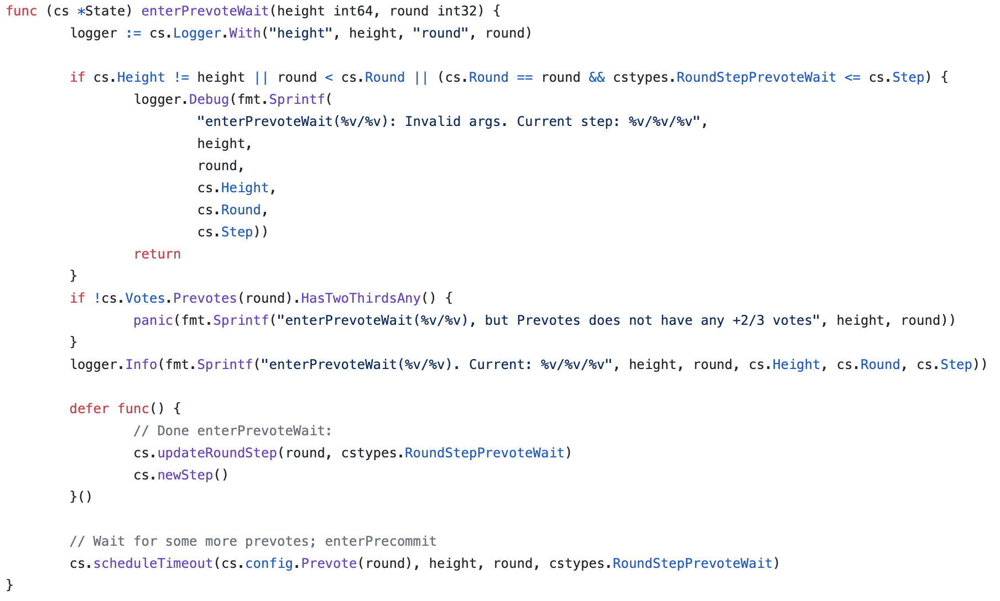 func (cs *State) enterPrevoteWait(height int64, round int32) {
logger := cs.Logger.With("height", height, "round", round)
if cs.Height != height || round < cs.Round || (cs.Round == round && cstypes.RoundStepPrevoteWait <= cs.Step) {
logger.Debug(fmt.Sprintf(
"enterPrevoteWait(%v/%v): Invalid args. Current step: %v/%v/%v",
height,
round,
cs.Height,
cs.Round,
cs.Step))
return
}
if !cs.Votes.Prevotes(round).HasTwoThirdsAny() {
panic(fmt.Sprintf("enterPrevoteWait(%v/%v), but Prevotes does not have any +2/3 votes", height, round))
}
logger.Info(fmt.Sprintf("enterPrevoteWait(%v/%v). Current: %v/%v/%v", height, round, cs.Height, cs.Round, cs.Step))
defer func() {
// Done enterPrevoteWait:
cs.updateRoundStep(round, cstypes.RoundStepPrevoteWait)
cs.newStep()
}()
// Wait for some more prevotes; enterPrecommit
cs.scheduleTimeout(cs.config.Prevote(round), height, round, cstypes.RoundStepPrevoteWait)
}